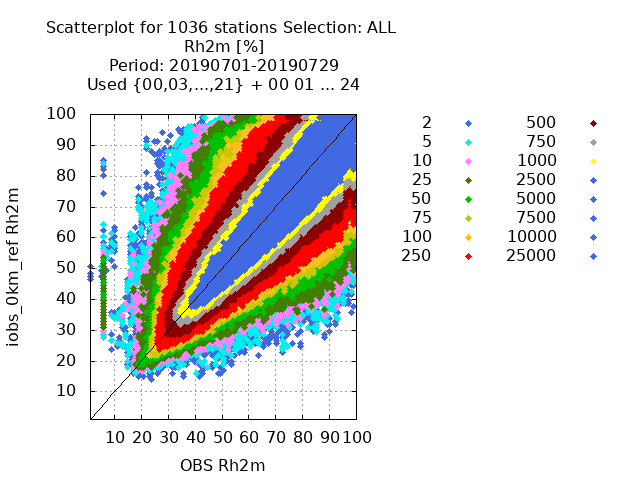 Scatterplot for 1036 stations Selection: ALL
Rh2m [%]
Period: 20190701-20190729
Used {00,03,...,21} + 00 01 ... 24
iobs_0km_ref Rh2m
100
90
80
70
60
50
40
30
20
10
10 20 30 40 50 60 70 80 90 100
OBS Rh2m
2 500
5 750
10 1000
25 2500
50 5000
75 7500
100 10000
250 25000